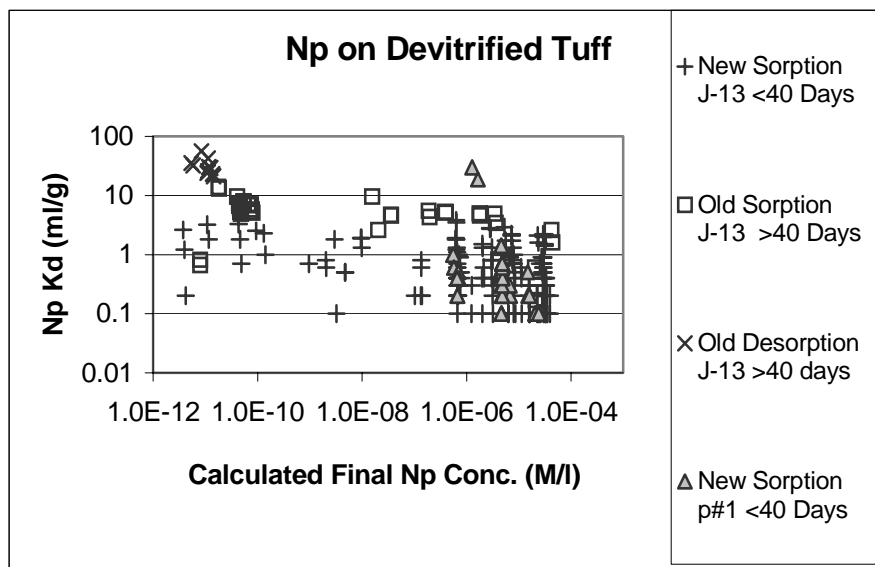 Np on Devitrified Tuff
Np Kd (ml/g)
100
10
1
0.1
0.01
1.0E-12 1.0E-10 1.0E-08 1.0E-06 1.0E-04
Calculated Final Np Conc. (M/l)
New Sorption
J-13 <40 Days
Old Sorption
J-13 >40 Days
Old Desorption
J-13 >40 days
New Sorption
p#1 <40 Days